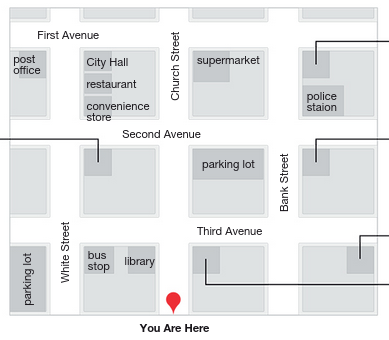 First Avenue
post
office
City Hall
restaurant
convenience
store
Church Street
supermarket
police
staion
Second Avenue
parking lot
Bank Street
White Street
Third Avenue
parking lot
bus
stop
library
You Are Here